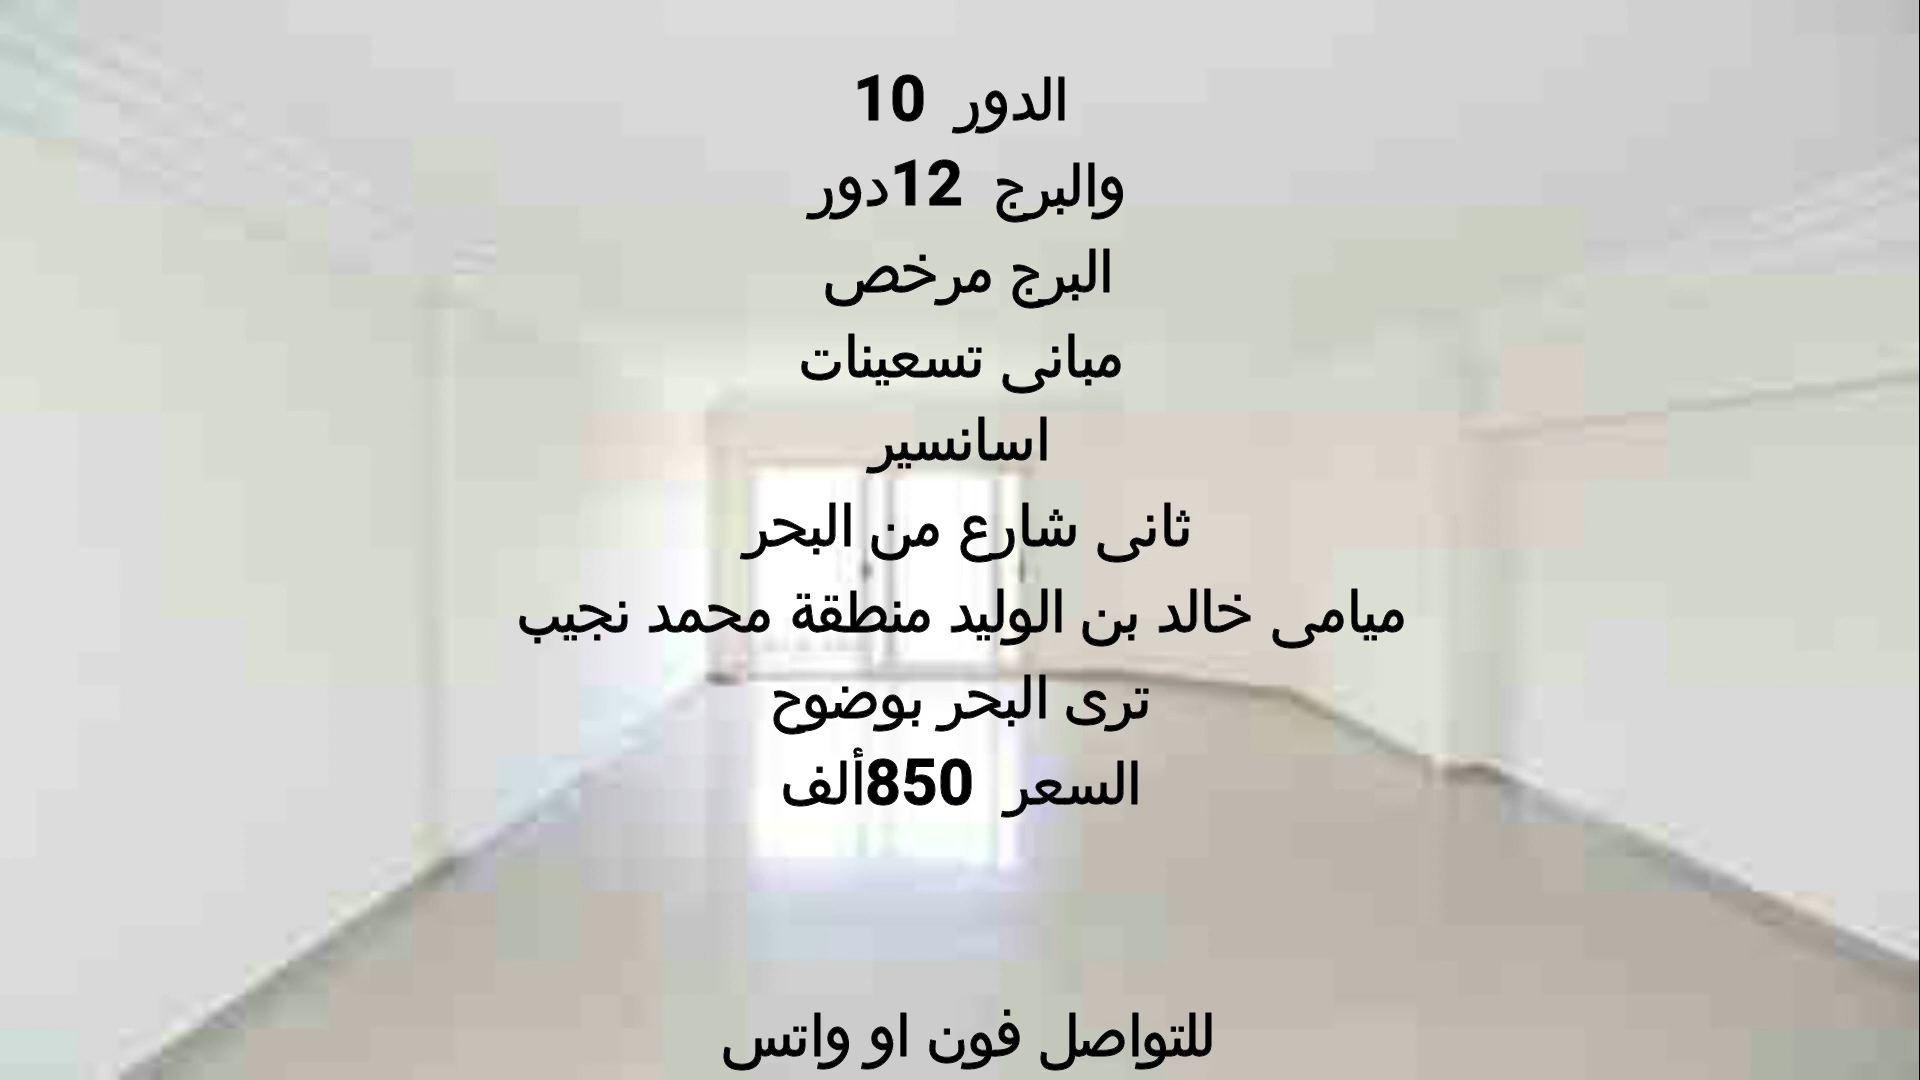 الدور 10
والبرج 12دور
البرج مرخص
مبانى تسعينات
اسانسير
ثانى شارع من البحر
ميامى خالد بن الوليد منطقة محمد نجيب
ترى البحر بوضوح
السعر 850ألف
للتواصل فون او واتس